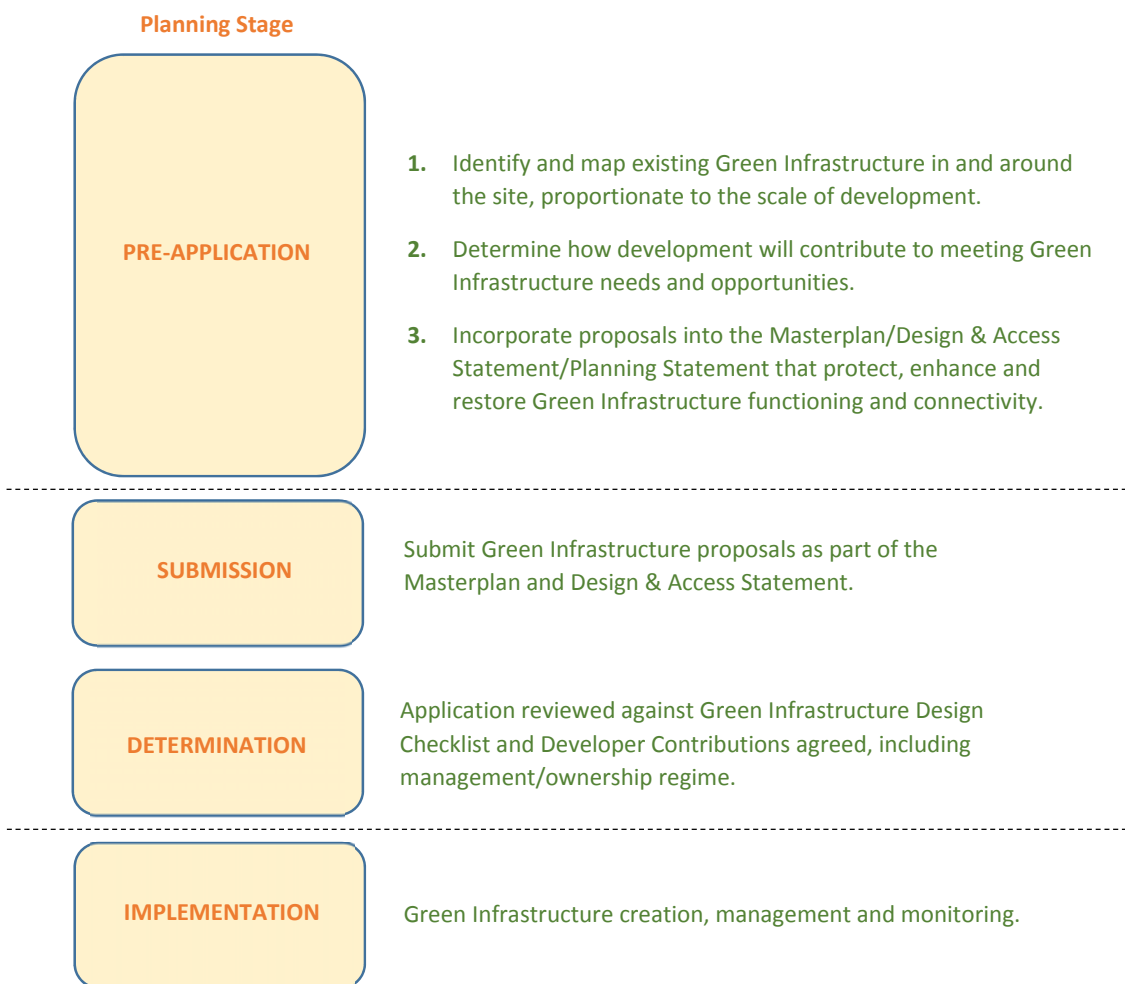 Planning Stage
PRE-APPLICATION
1. Identify and map existing Green Infrastructure in and around
the site, proportionate to the scale of development.
2. Determine how development will contribute to meeting Green
Infrastructure needs and opportunities.
3. Incorporate proposals into the Masterplan/Design & Access
Statement/Planning Statement that protect, enhance and
restore Green Infrastructure functioning and connectivity.
SUBMISSION
Submit Green Infrastructure proposals as part of the
Masterplan and Design & Access Statement.
DETERMINATION
Application reviewed against Green Infrastructure Design
Checklist and Developer Contributions agreed, including
management/ownership regime.
IMPLEMENTATION
Green Infrastructure creation, management and monitoring.